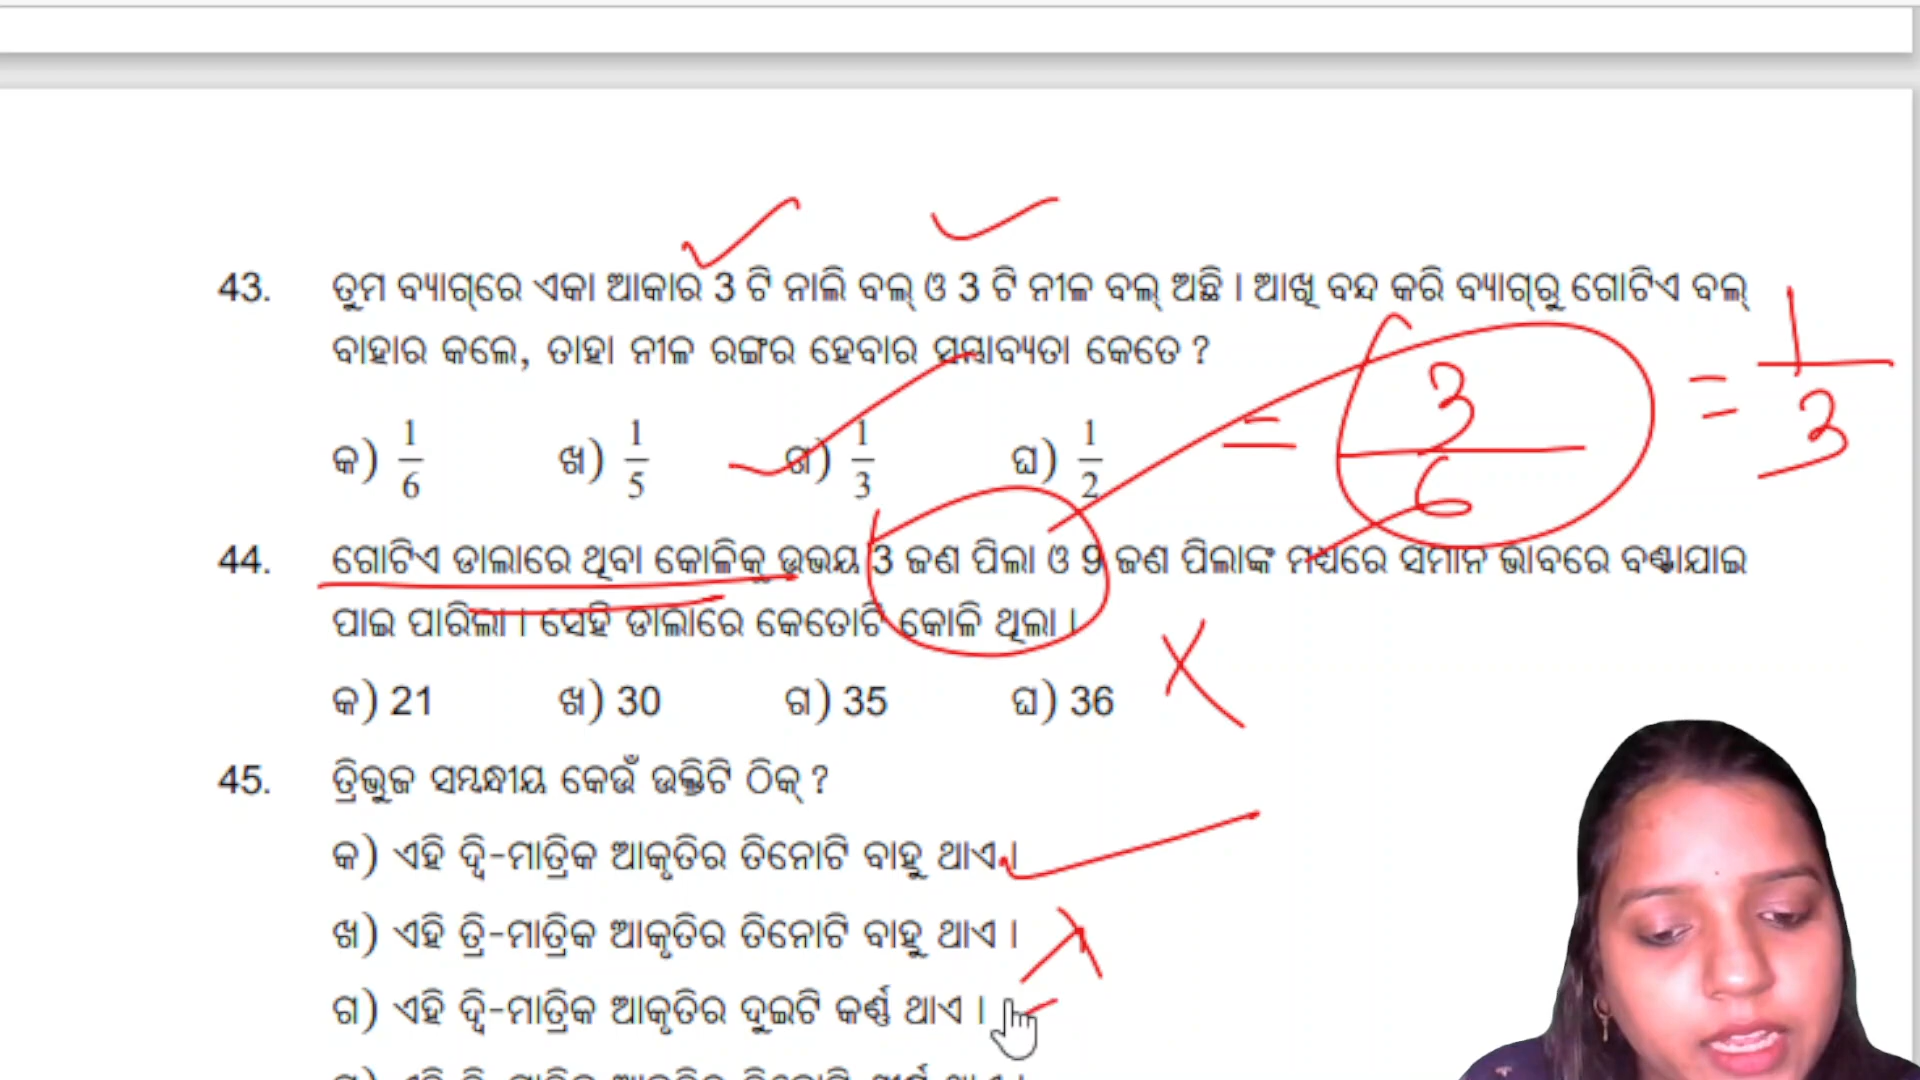 43. ତୁମ ବ୍ୟାଗ୍‌ରେ ଏକା ଆକାର 3 ଟି ନାଲି ବଲ୍ ଓ 3 ଟି ନୀଳ ବଲ୍ ଅଛି । ଆଖି ବନ୍ଦ କରି ବ୍ୟାଗ୍‌ରୁ ଗୋଟିଏ ବଲ୍
ବାହାର କଲେ, ତାହା ନୀଳ ରଙ୍ଗର ହେବାର ସମ୍ଭାବ୍ୟତା କେତେ ?
କ) 1/6 ଖ) 1/5 ଗ) 1/3 ଘ) 1/2
= 3/6 = 1/3
44. ଗୋଟିଏ ଡାଲାରେ ଥିବା କୋଳିକୁ ଉଭୟ 3 ଜଣ ପିଲା ଓ 9 ଜଣ ପିଲାଙ୍କ ମଧ୍ୟରେ ସମାନ ଭାବରେ ବଣ୍ଟାଯାଇ
ପାଇ ପାରିଲା । ସେହି ଡାଲାରେ କେତୋଟି କୋଳି ଥିଲା ।
କ) 21 ଖ) 30 ଗ) 35 ଘ) 36
45. ତ୍ରିଭୁଜ ସମ୍ବନ୍ଧୀୟ କେଉଁ ଉକ୍ତିଟି ଠିକ୍ ?
କ) ଏହି ଦ୍ୱି-ମାତ୍ରିକ ଆକୃତିର ତିନୋଟି ବାହୁ ଥାଏ ।
ଖ) ଏହି ତ୍ରି-ମାତ୍ରିକ ଆକୃତିର ତିନୋଟି ବାହୁ ଥାଏ ।
ଗ) ଏହି ଦ୍ୱି-ମାତ୍ରିକ ଆକୃତିର ଦୁଇଟି କର୍ଣ୍ଣ ଥାଏ ।